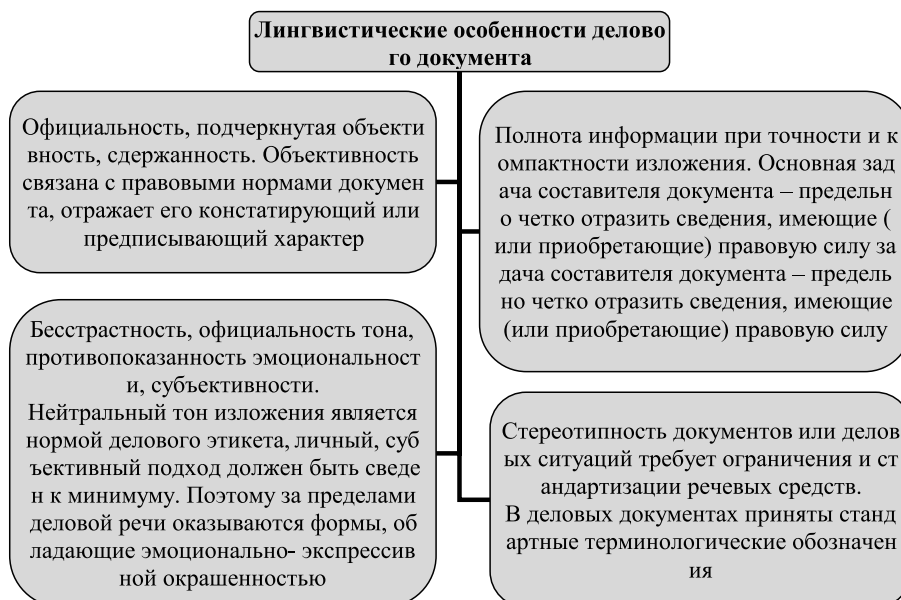 Лингвистические особенности делово
го документа
Официальность, подчеркнутая объекти
вность, сдержанность. Объективность
связана с правовыми нормами докумен
та, отражает его констатирующий или
предписывающий характер
Полнота информации при точности и к
омпактности изложения. Основная зад
ача составителя документа – предельн
о четко отразить сведения, имеющие (
или приобретающие) правовую силу за
дача составителя документа – предель
но четко отразить сведения, имеющие
(или приобретающие) правовую силу
Бесстрастность, официальность тона,
противопоказанность эмоциональност
и, субъективности.
Нейтральный тон изложения является
нормой делового этикета, личный, суб
ъективный подход должен быть сведе
н к минимуму. Поэтому за пределами
деловой речи оказываются формы, об
ладающие эмоционально- экспрессив
ной окрашенностью
Стереотипность документов или делов
ых ситуаций требует ограничения и ст
андартизации речевых средств.
В деловых документах приняты станд
артные терминологические обозначен
ия